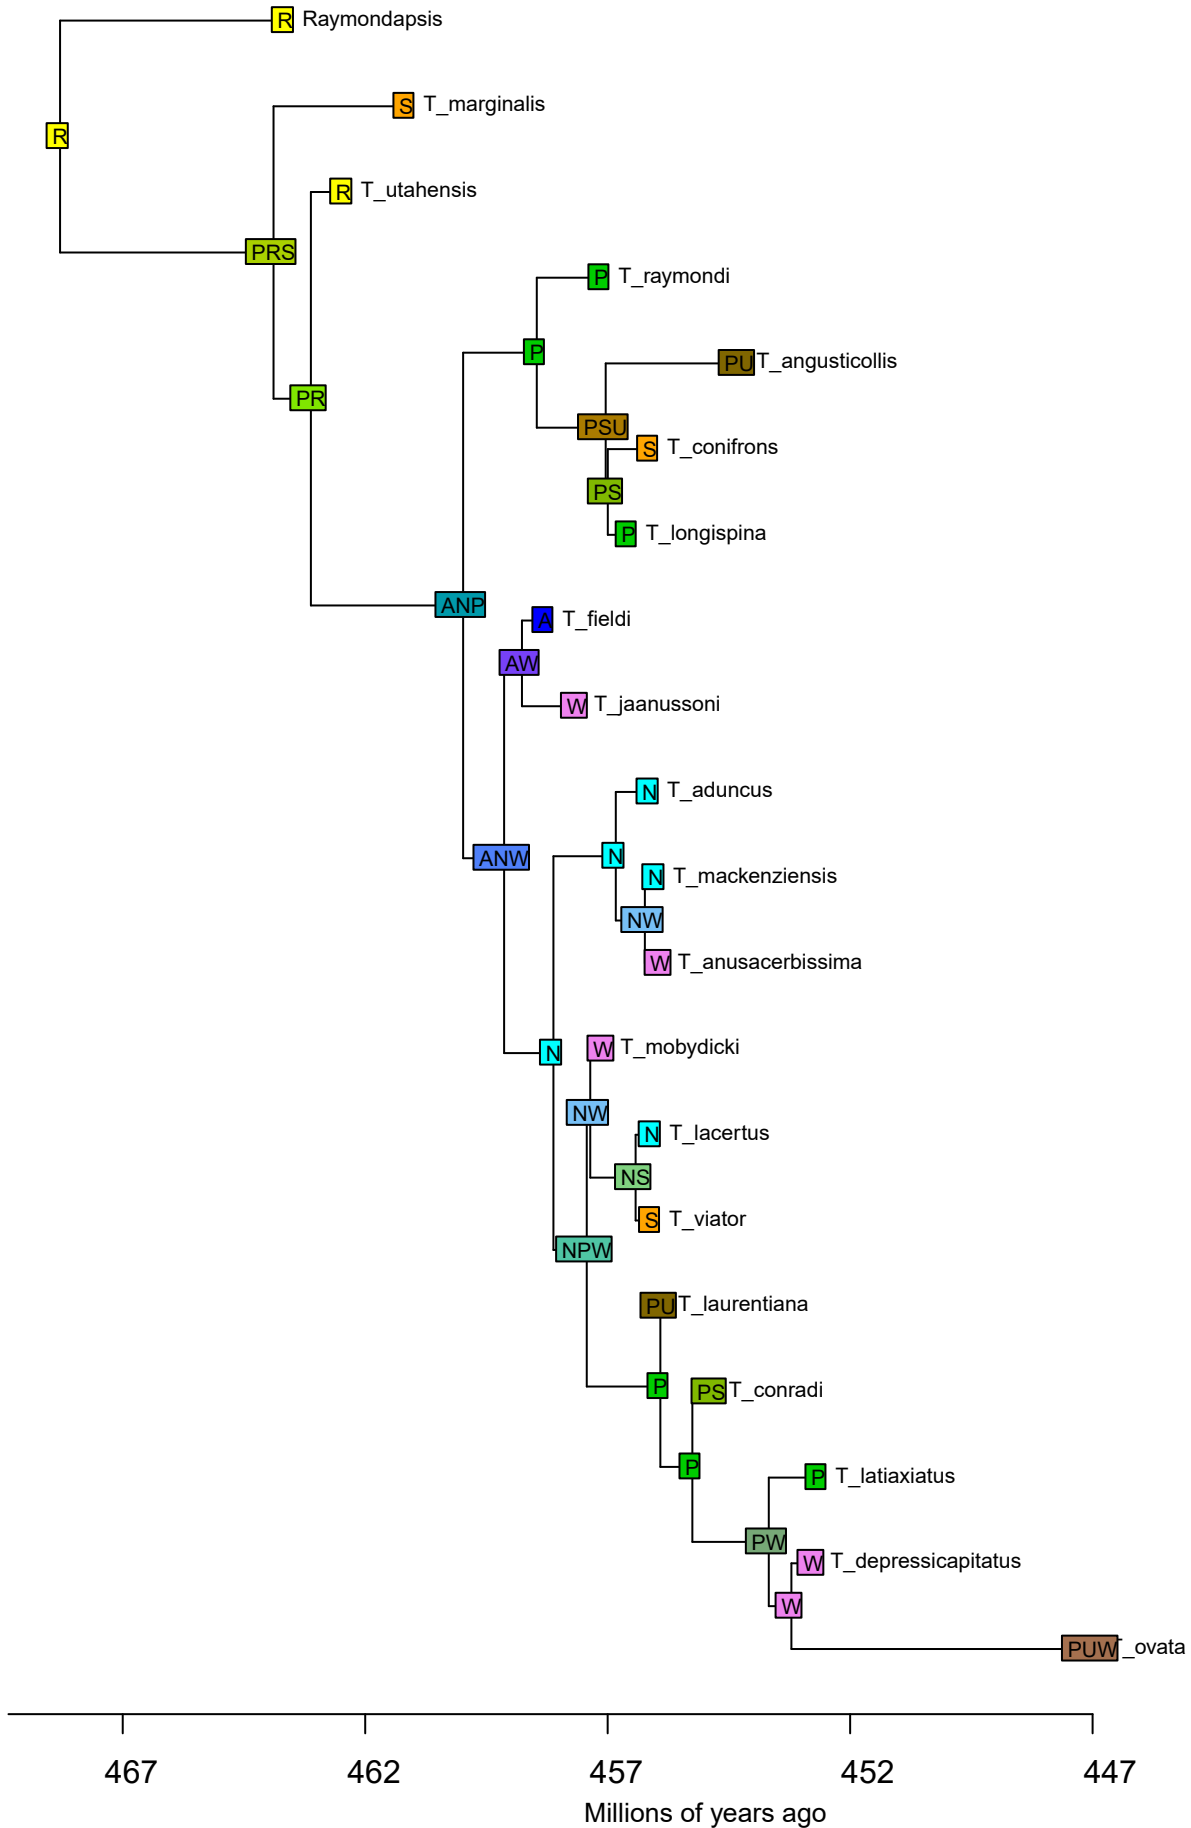 R Raymondapsis
S T_marginalis
R
R T_utahensis
PRS
P T_raymondi
P
PU T_angusticollis
PR
PSU
S T_conifrons
PS
P T_longispina
ANP
A T_fieldi
AW
W T_jaanussoni
N T_aduncus
N
ANW
N T_mackenziensis
NW
W T_anusacerbissima
W T_mobydicki
N
NW
N T_lacertus
NS
S T_viator
NPW
PU T_laurentiana
P
PS T_conradi
P
P T_latiaxiatus
PW
W T_depressicapitatus
W
PUW T_ovata
467 462 457 452 447
Millions of years ago